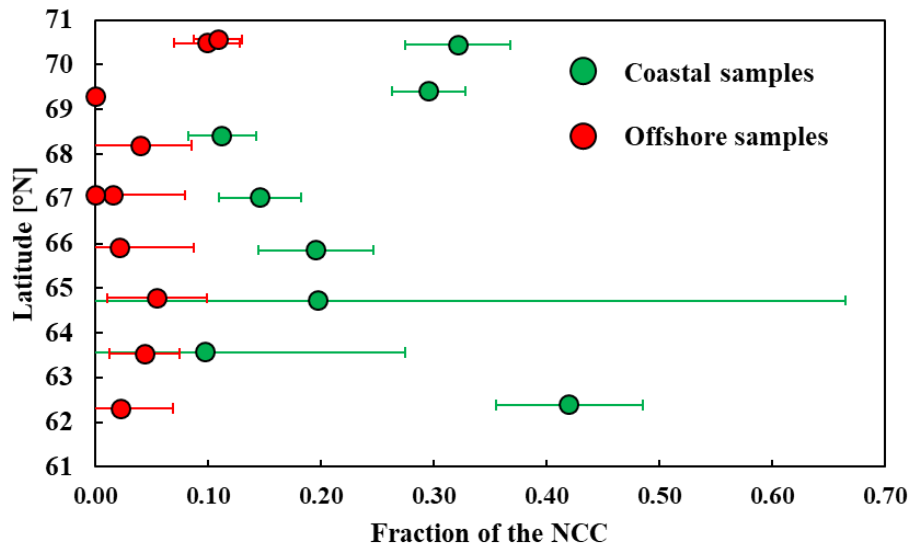 71
70
69
68
67
66
65
64
63
62
61
Latitude [°N]
Coastal samples
Offshore samples
0.00 0.10 0.20 0.30 0.40 0.50 0.60 0.70
Fraction of the NCC